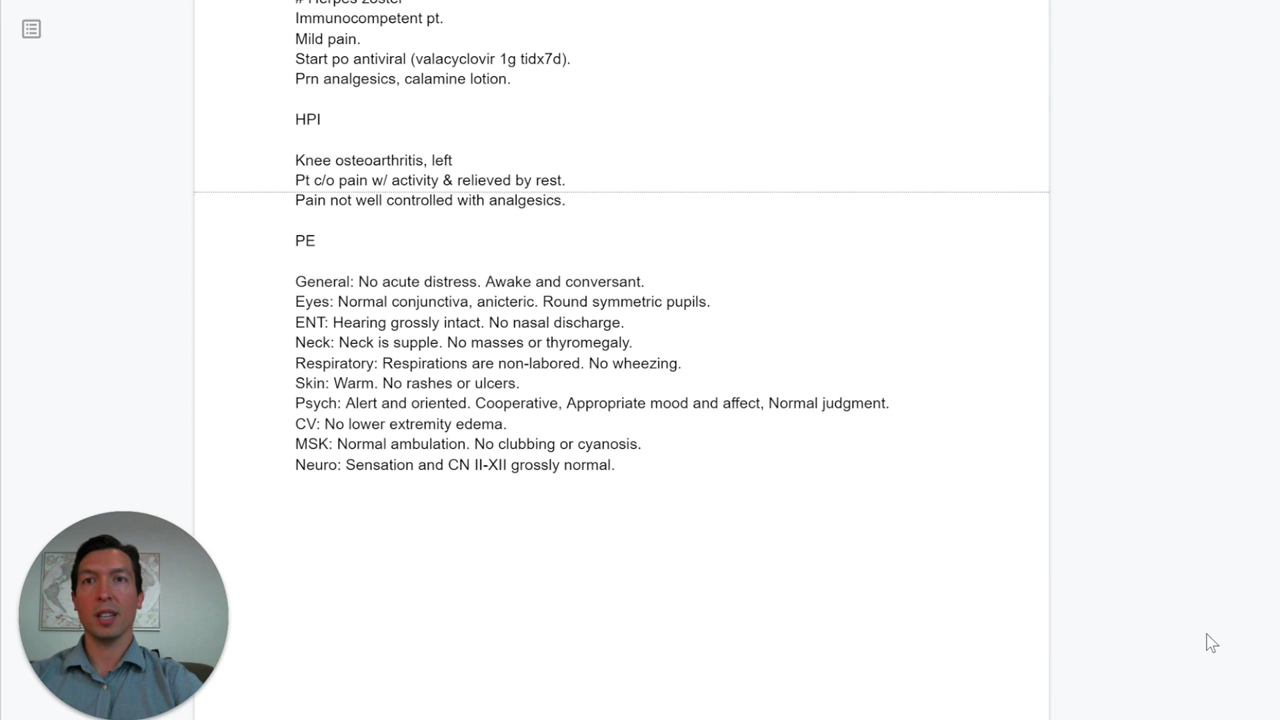 # Herpes zoster
Immunocompetent pt.
Mild pain.
Start po antiviral (valacyclovir 1g tidx7d).
Prn analgesics, calamine lotion.
HPI
Knee osteoarthritis, left
Pt c/o pain w/ activity & relieved by rest.
Pain not well controlled with analgesics.
PE
General: No acute distress. Awake and conversant.
Eyes: Normal conjunctiva, anicteric. Round symmetric pupils.
ENT: Hearing grossly intact. No nasal discharge.
Neck: Neck is supple. No masses or thyromegaly.
Respiratory: Respirations are non-labored. No wheezing.
Skin: Warm. No rashes or ulcers.
Psych: Alert and oriented. Cooperative, Appropriate mood and affect, Normal judgment.
CV: No lower extremity edema.
MSK: Normal ambulation. No clubbing or cyanosis.
Neuro: Sensation and CN II-XII grossly normal.